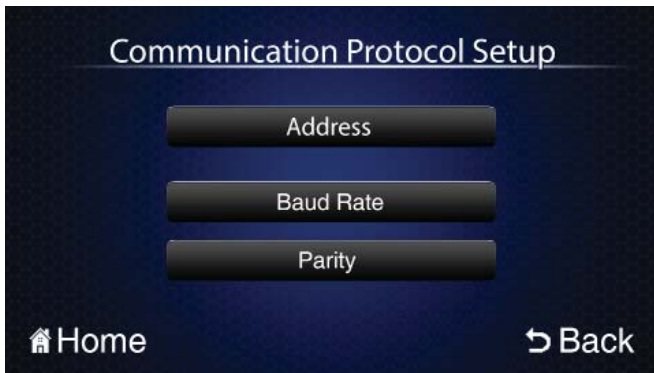 Communication Protocol Setup
Address
Baud Rate
Parity
Home
Back